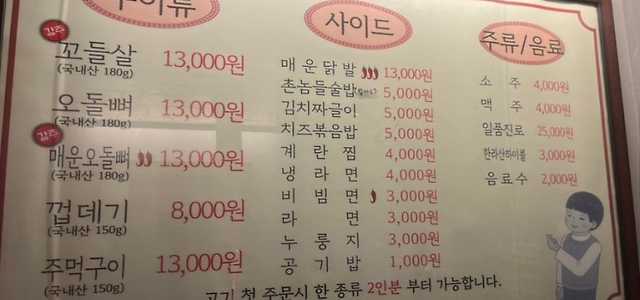 구이류
강추
꼬들살 13,000원
(국내산 180g)
오돌뼈 13,000원
(국내산 180g)
강추
매운오돌뼈 13,000원
(국내산 180g)
껍데기 8,000원
(국내산 150g)
주먹구이 13,000원
(국내산 150g)
사이드
매운닭발 13,000원
촌놈들술밥 5,000원
김치짜글이 5,000원
치즈볶음밥 5,000원
계란찜 4,000원
냉라면 4,000원
비빔면 3,000원
라면 3,000원
누룽지 3,000원
공기밥 1,000원
주류/음료
소주 4,000원
맥주 4,000원
일품진로 25,000원
한라산하이볼 3,000원
음료수 2,000원
고기 첫 주문시 한 종류 2인분 부터 가능합니다.